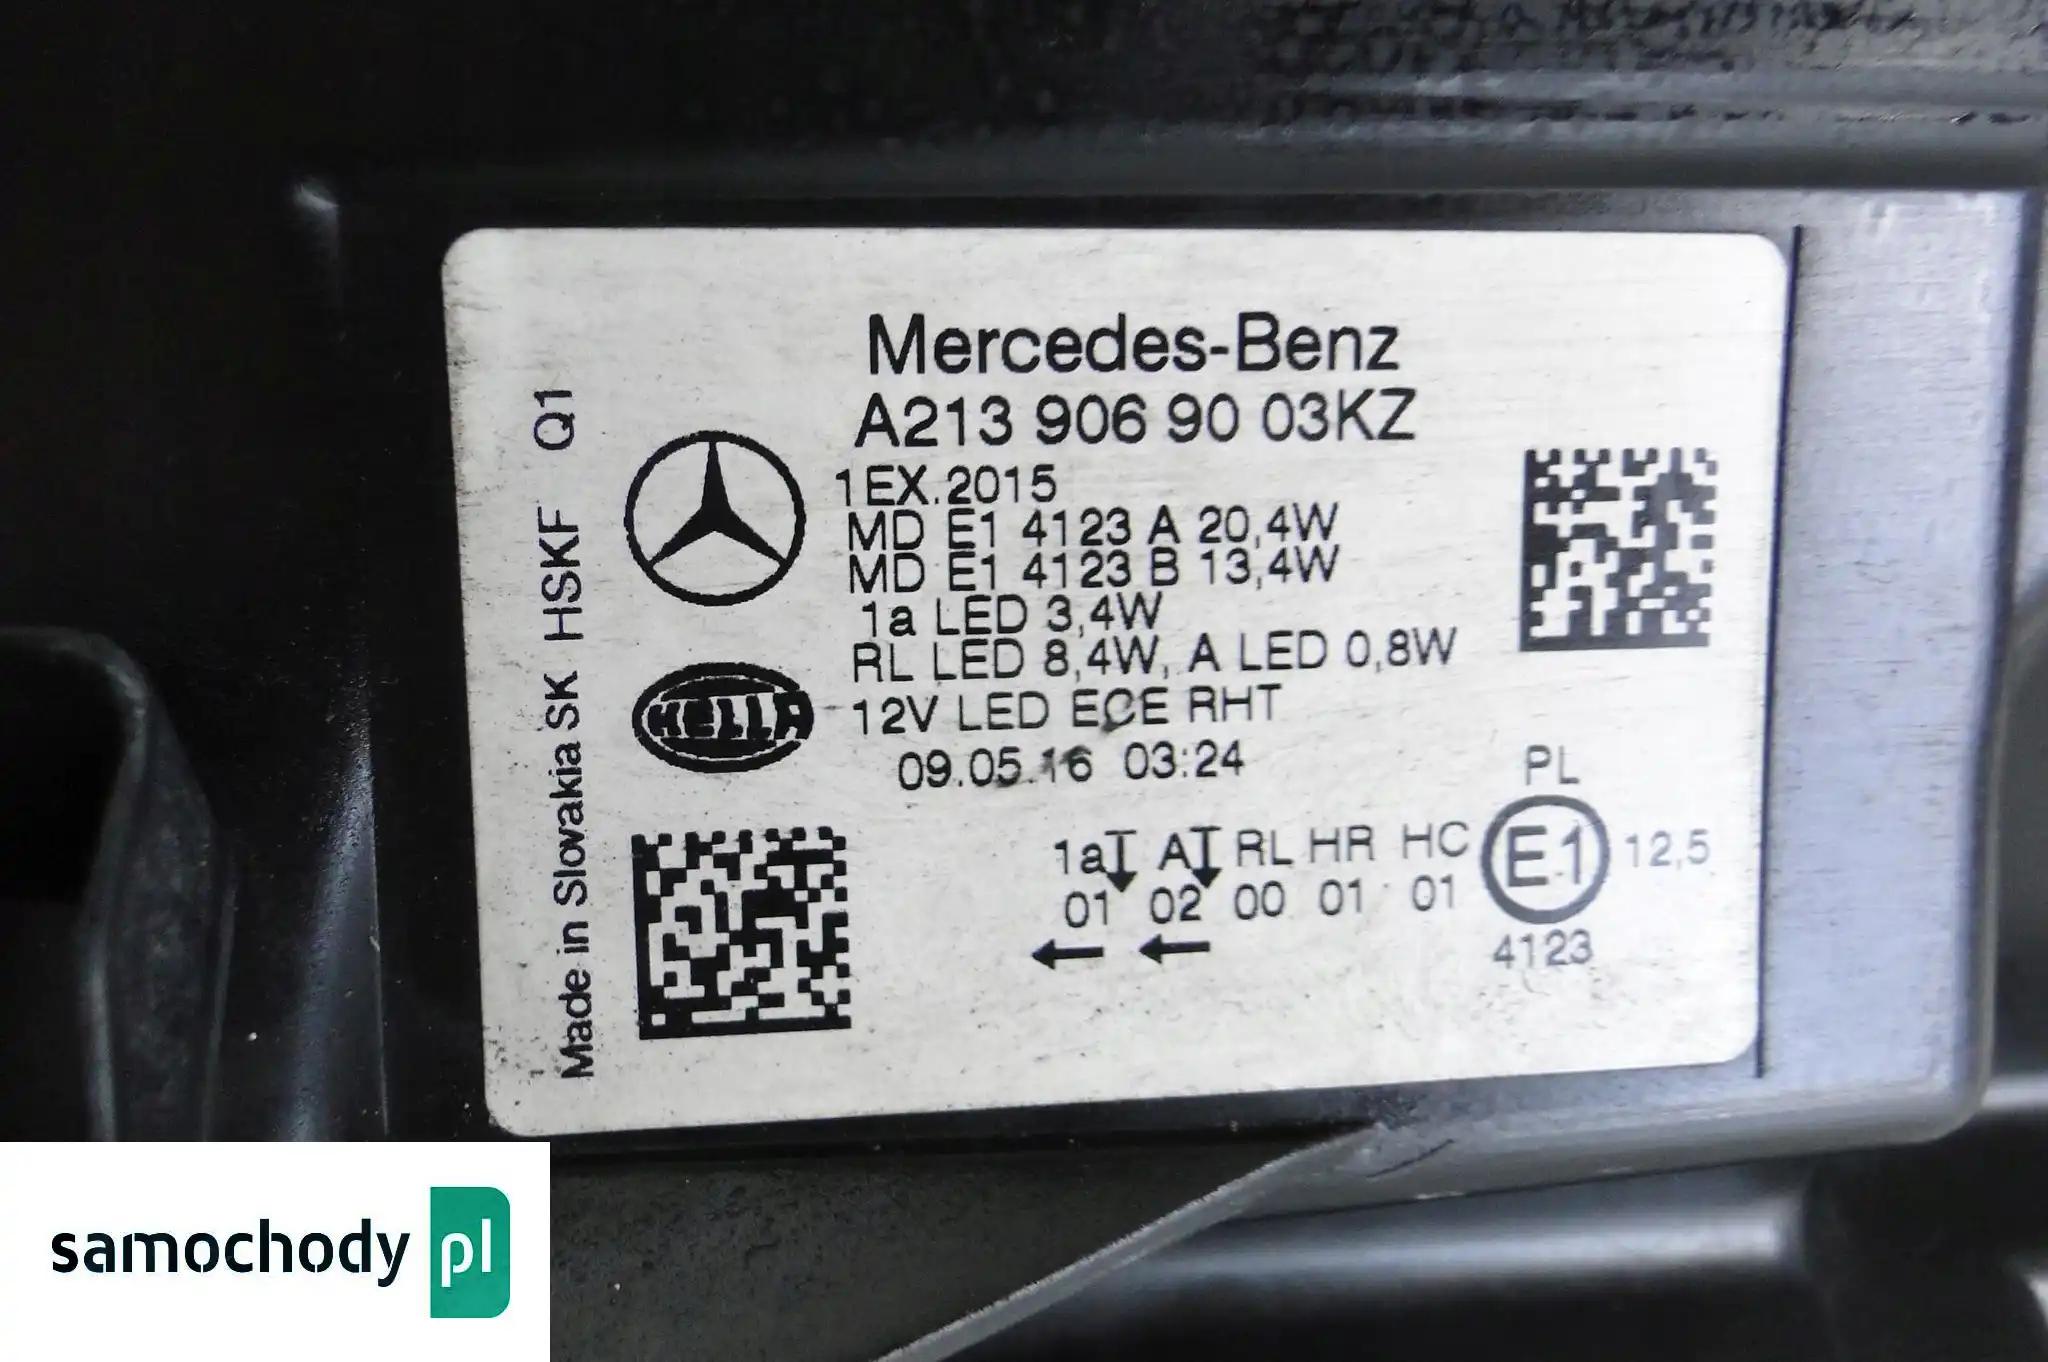 Mercedes-Benz
A213 906 90 03KZ
1EX.2015
MD E1 4123 A 20,4W
MD E1 4123 B 13,4W
1a LED 3,4W
RL LED 8,4W, A LED 0,8W
12V LED ECE RHT
09.05.16 03:24
HELLA
Made in Slovakia SK HSKF Q1
PL
1aT AT RL HR HC E1 12,5
01 02 00 01 01
4123
samochody pl